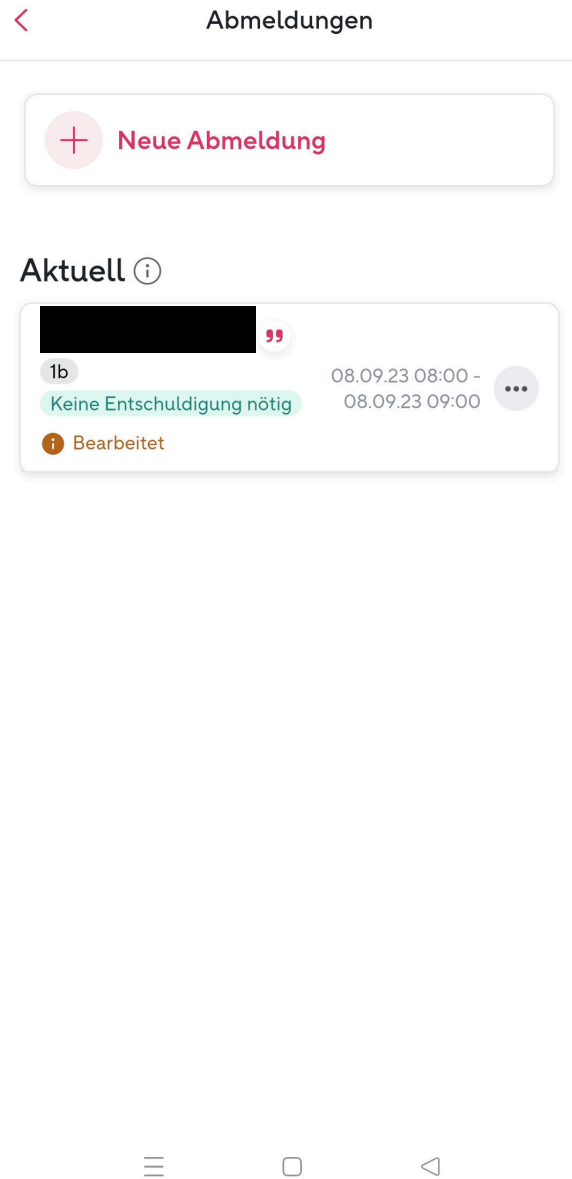 Abmeldungen
Neue Abmeldung
Aktuell
1b
Keine Entschuldigung nötig
08.09.23 08:00 -
08.09.23 09:00
Bearbeitet